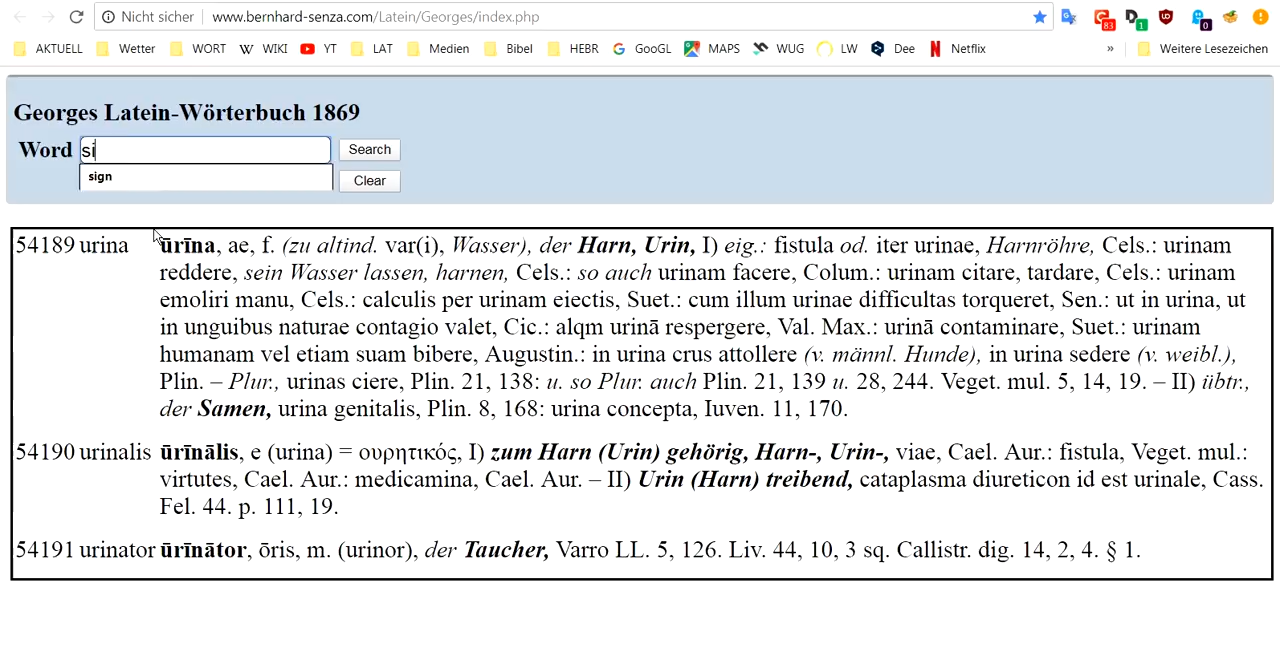 Nicht sicher | www.bernhard-senza.com/Latein/Georges/index.php 83 1 0
AKTUELL Wetter WORT W WIKI YT LAT Medien Bibel HEBR G GooGL MAPS WUG LW Dee N Netflix » Weitere Lesezeichen
Georges Latein-Wörterbuch 1869
Word si Search
sign Clear
54189 urina ūrīna, ae, f. (zu altind. var(i), Wasser), der Harn, Urin, I) eig.: fistula od. iter urinae, Harnröhre, Cels.: urinam
reddere, sein Wasser lassen, harnen, Cels.: so auch urinam facere, Colum.: urinam citare, tardare, Cels.: urinam
emoliri manu, Cels.: calculis per urinam eiectis, Suet.: cum illum urinae difficultas torqueret, Sen.: ut in urina, ut
in unguibus naturae contagio valet, Cic.: alqm urinā respergere, Val. Max.: urinā contaminare, Suet.: urinam
humanam vel etiam suam bibere, Augustin.: in urina crus attollere (v. männl. Hunde), in urina sedere (v. weibl.),
Plin. – Plur., urinas ciere, Plin. 21, 138: u. so Plur. auch Plin. 21, 139 u. 28, 244. Veget. mul. 5, 14, 19. – II) übtr.,
der Samen, urina genitalis, Plin. 8, 168: urina concepta, Iuven. 11, 170.
54190 urinalis ūrīnālis, e (urina) = ουρητικός, I) zum Harn (Urin) gehörig, Harn-, Urin-, viae, Cael. Aur.: fistula, Veget. mul.:
virtutes, Cael. Aur.: medicamina, Cael. Aur. – II) Urin (Harn) treibend, cataplasma diureticon id est urinale, Cass.
Fel. 44. p. 111, 19.
54191 urinator ūrīnātor, ōris, m. (urinor), der Taucher, Varro LL. 5, 126. Liv. 44, 10, 3 sq. Callistr. dig. 14, 2, 4. § 1.